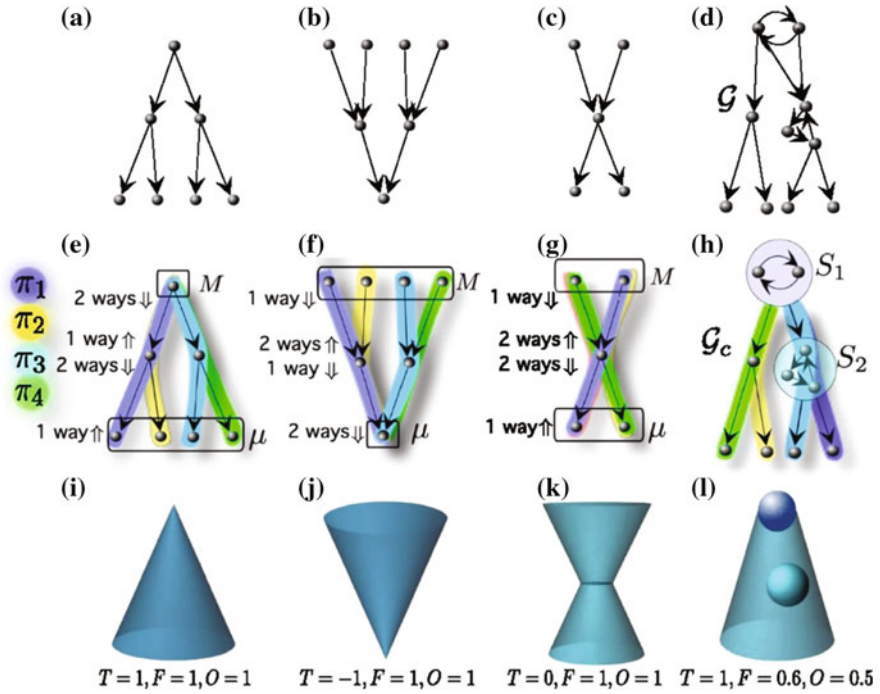 (a) (b) (c) (d)
𝒢
(e) (f) (g) (h)
π₁
π₂
π₃
π₄
M
2 ways⇓
1 way⇑
2 ways⇓
1 way⇑
μ
M
1 way⇓
2 ways⇑
1 way⇓
2 ways⇓
μ
M
1 way⇓
2 ways⇑
2 ways⇓
1 way⇑
μ
S₁
𝒢c
S₂
(i) (j) (k) (l)
T = 1, F = 1, O = 1
T = −1, F = 1, O = 1
T = 0, F = 1, O = 1
T = 1, F = 0.6, O = 0.5